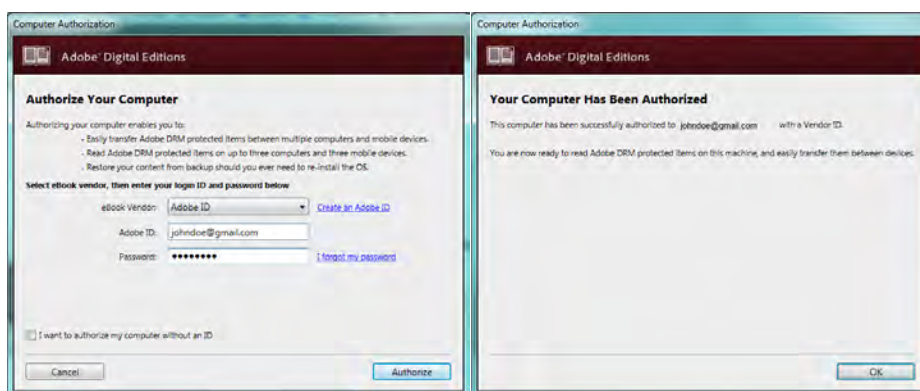 Computer Authorization
Adobe® Digital Editions
Authorize Your Computer
Authorizing your computer enables you to:
- Easily transfer Adobe DRM protected items between multiple computers and mobile devices.
- Read Adobe DRM protected items on up to three computers and three mobile devices.
- Restore your content from backup should you ever need to re-install the OS.
Select eBook vendor, then enter your login ID and password below
eBook Vendor: Adobe ID Create an Adobe ID
Adobe ID: johndoe@gmail.com
Password: •••••••• I forgot my password
I want to authorize my computer without an ID
Cancel Authorize
Computer Authorization
Adobe® Digital Editions
Your Computer Has Been Authorized
This computer has been successfully authorized to johndoe@gmail.com with a Vendor ID.
You are now ready to read Adobe DRM protected items on this machine, and easily transfer them between devices.
OK